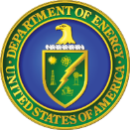 DEPARTMENT OF ENERGY
UNITED STATES OF AMERICA